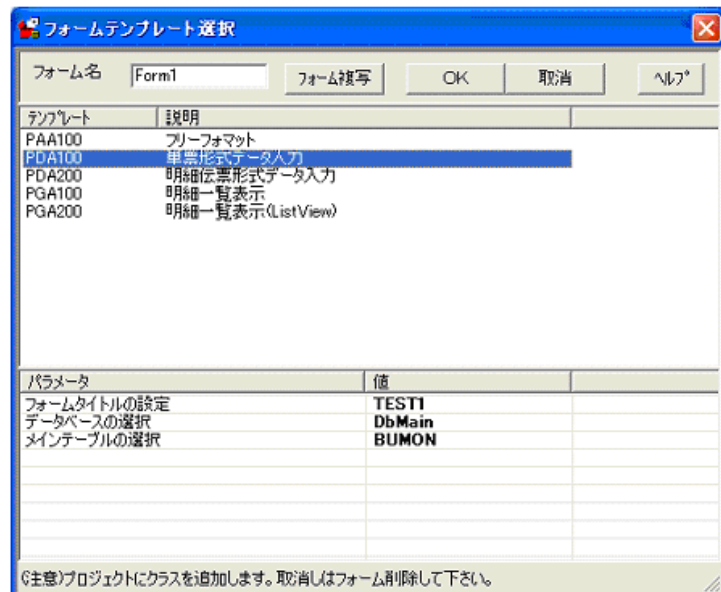 フォームテンプレート選択
フォーム名 Form1 フォーム複写 OK 取消 ヘルプ
テンプレート 説明
PAA100 フリーフォマット
PDA100 単票形式データ入力
PDA200 明細伝票形式データ入力
PGA100 明細一覧表示
PGA200 明細一覧表示(ListView)
パラメータ 値
フォームタイトルの設定 TEST1
データベースの選択 DbMain
メインテーブルの選択 BUMON
(注意)プロジェクトにクラスを追加します。取消しはフォーム削除して下さい。